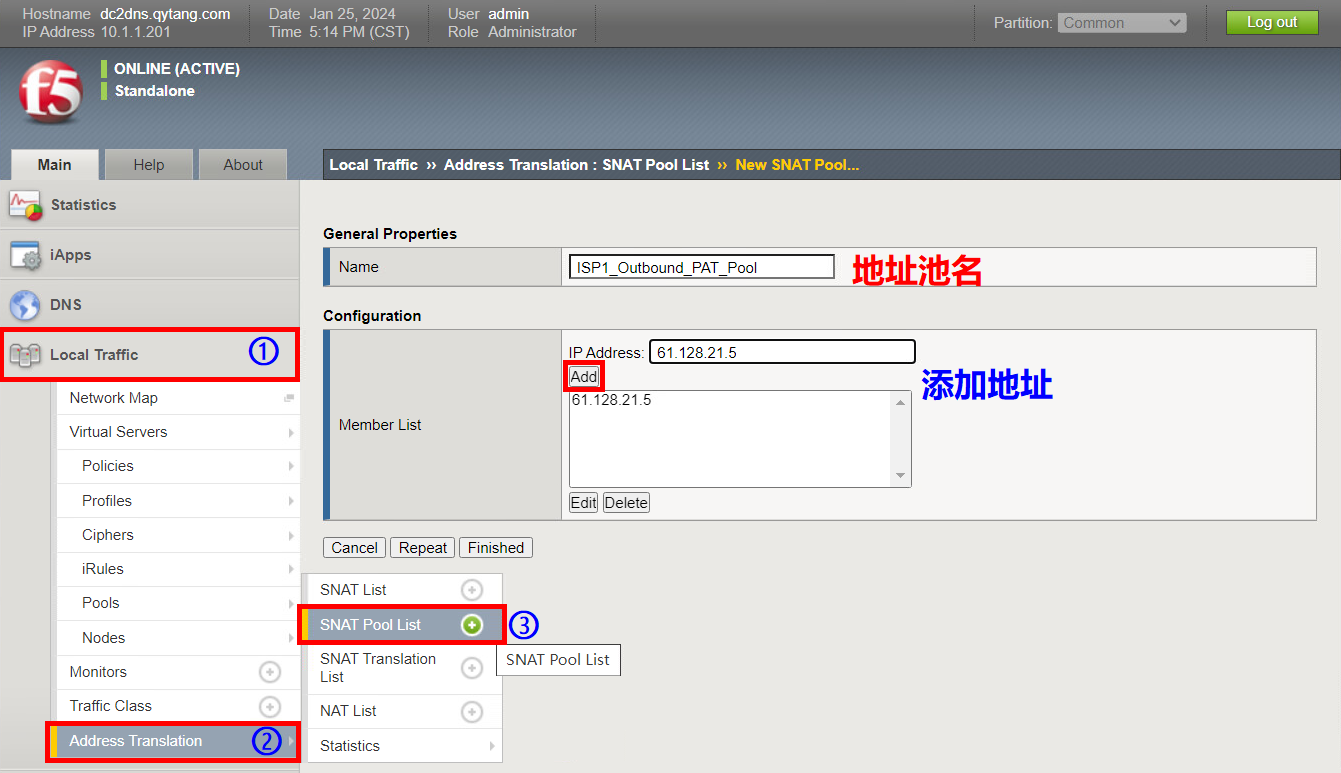 Hostname dc2dns.qytang.com
IP Address 10.1.1.201
Date Jan 25, 2024
Time 5:14 PM (CST)
User admin
Role Administrator
Partition: Common
Log out
f5
ONLINE (ACTIVE)
Standalone
Main
Help
About
Local Traffic ›› Address Translation : SNAT Pool List ›› New SNAT Pool...
Statistics
iApps
DNS
Local Traffic ①
Network Map
Virtual Servers
Policies
Profiles
Ciphers
iRules
Pools
Nodes
Monitors
Traffic Class
Address Translation ②
General Properties
Name
ISP1_Outbound_PAT_Pool
地址池名
Configuration
Member List
IP Address: 61.128.21.5
Add
添加地址
61.128.21.5
Edit Delete
Cancel Repeat Finished
SNAT List
SNAT Pool List ③
SNAT Pool List
SNAT Translation
List
NAT List
Statistics